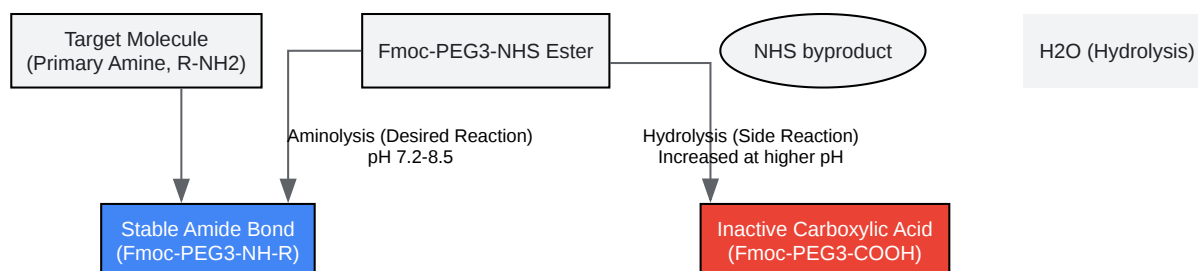 Target Molecule
(Primary Amine, R-NH2)
Fmoc-PEG3-NHS Ester
NHS byproduct
H2O (Hydrolysis)
Aminolysis (Desired Reaction)
pH 7.2-8.5
Hydrolysis (Side Reaction)
Increased at higher pH
Stable Amide Bond
(Fmoc-PEG3-NH-R)
Inactive Carboxylic Acid
(Fmoc-PEG3-COOH)